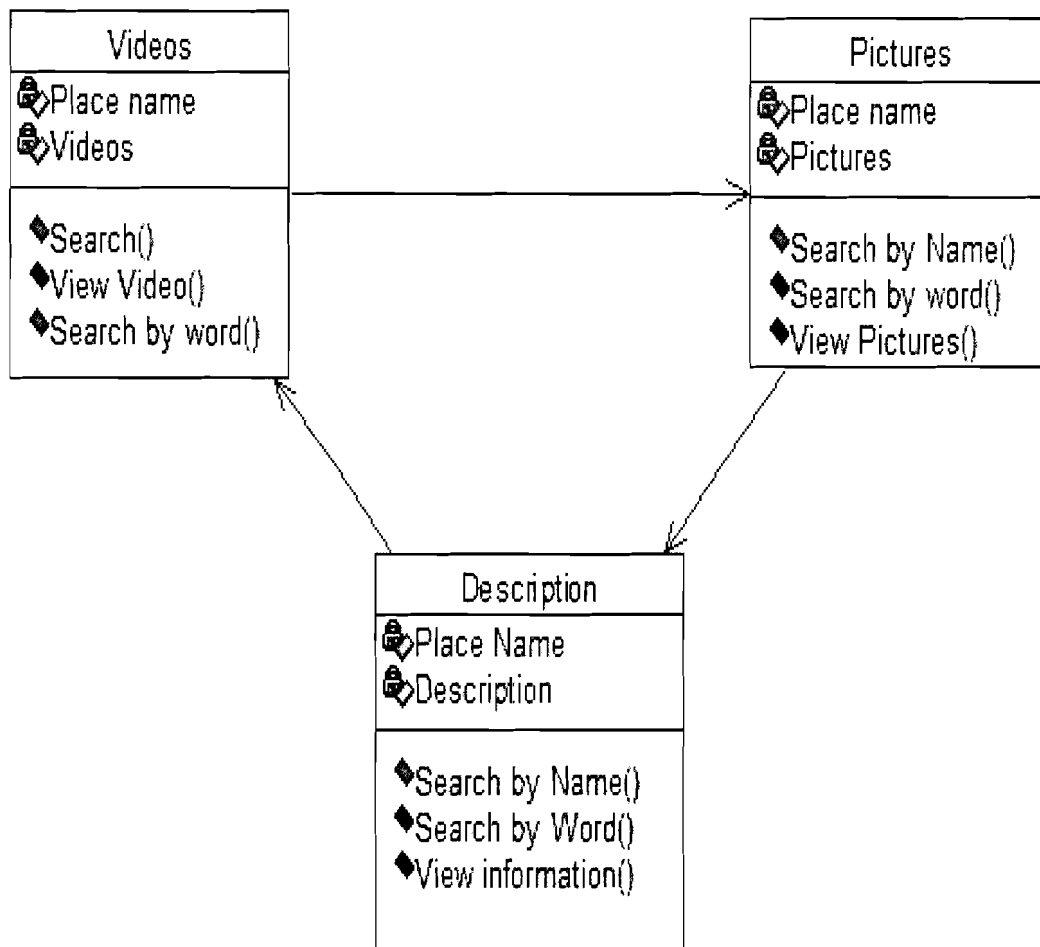 Videos
Place name
Videos
Search()
View Video()
Search by word()
Pictures
Place name
Pictures
Search by Name()
Search by word()
View Pictures()
Description
Place Name
Description
Search by Name()
Search by Word()
View information()